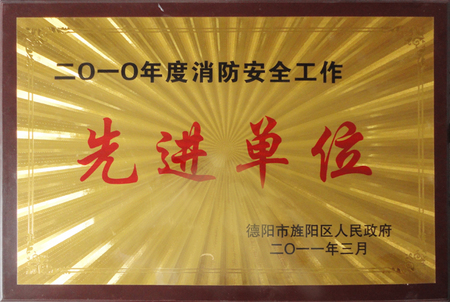 二〇一〇年度消防安全工作
先进单位
德阳市旌阳区人民政府
二〇一一年三月